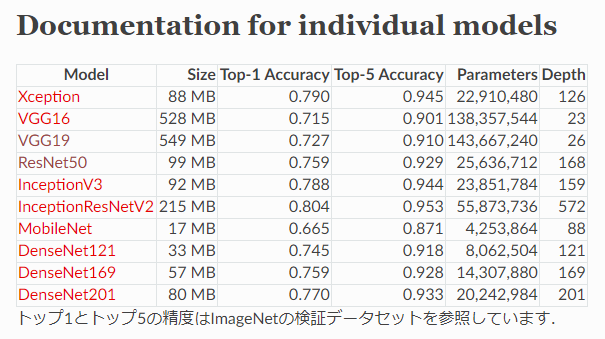 Documentation for individual models
Model Size Top-1 Accuracy Top-5 Accuracy Parameters Depth
Xception 88 MB 0.790 0.945 22,910,480 126
VGG16 528 MB 0.715 0.901 138,357,544 23
VGG19 549 MB 0.727 0.910 143,667,240 26
ResNet50 99 MB 0.759 0.929 25,636,712 168
InceptionV3 92 MB 0.788 0.944 23,851,784 159
InceptionResNetV2 215 MB 0.804 0.953 55,873,736 572
MobileNet 17 MB 0.665 0.871 4,253,864 88
DenseNet121 33 MB 0.745 0.918 8,062,504 121
DenseNet169 57 MB 0.759 0.928 14,307,880 169
DenseNet201 80 MB 0.770 0.933 20,242,984 201
トップ1とトップ5の精度はImageNetの検証データセットを参照しています.